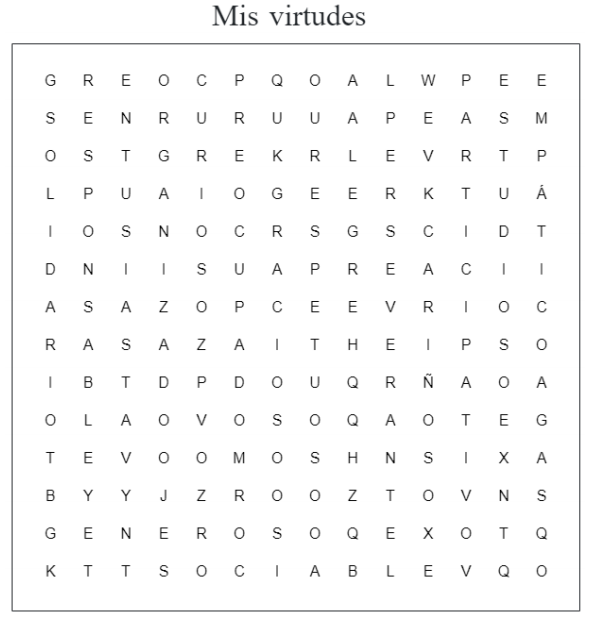 Mis virtudes
G R E O C P Q O A L W P E E
S E N R U R U U A P E A S M
O S T G R E K R L E V R T P
L P U A I O G E E R K T U Á
I O S N O C R S G S C I D T
D N I I S U A P R E A C I I
A S A Z O P C E E V R I O C
R A S A Z A I T H E I P S O
I B T D P D O U Q R Ñ A O A
O L A O V O S O Q A O T E G
T E V O O M O S H N S I X A
B Y Y J Z R O O Z T O V N S
G E N E R O S O Q E X O T Q
K T T S O C I A B L E V Q O